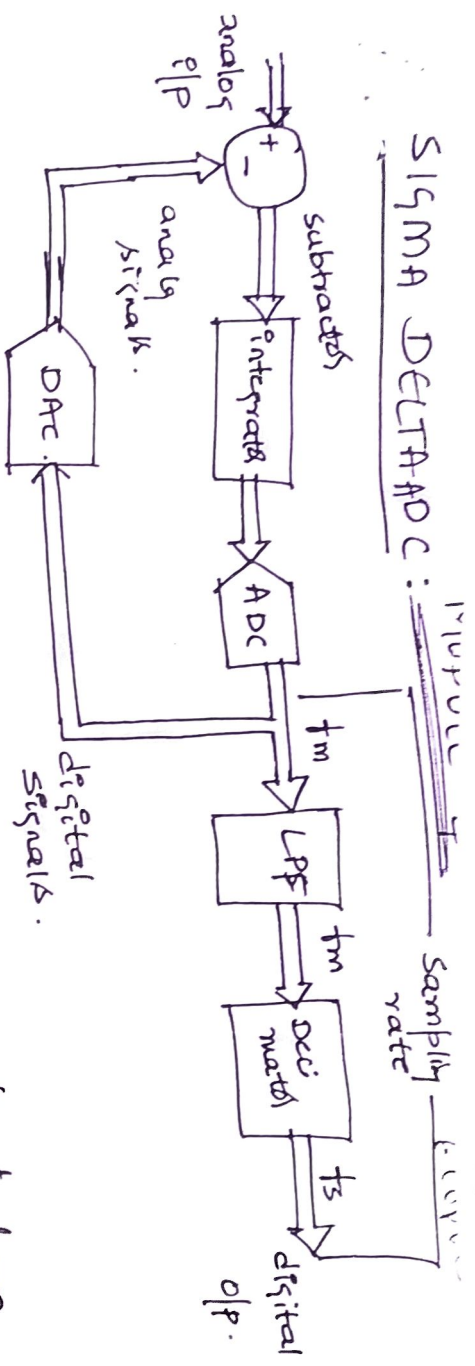 SIGMA DELTA-ADC:
Sampling
rate
analog
i/p
+
-
subtractor
integrator
ADC
fm
LPF
fm
Deci
mator
fs
digital
o/p.
analog
signals.
DAC.
digital
signals.